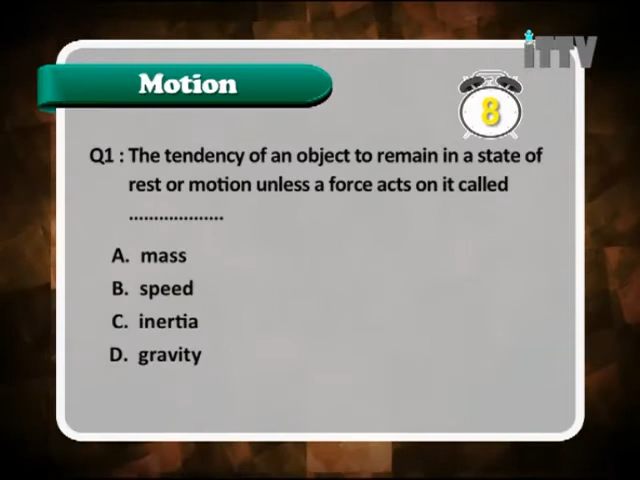 iTTV
Motion
8
Q1 : The tendency of an object to remain in a state of
rest or motion unless a force acts on it called
...................
A. mass
B. speed
C. inertia
D. gravity